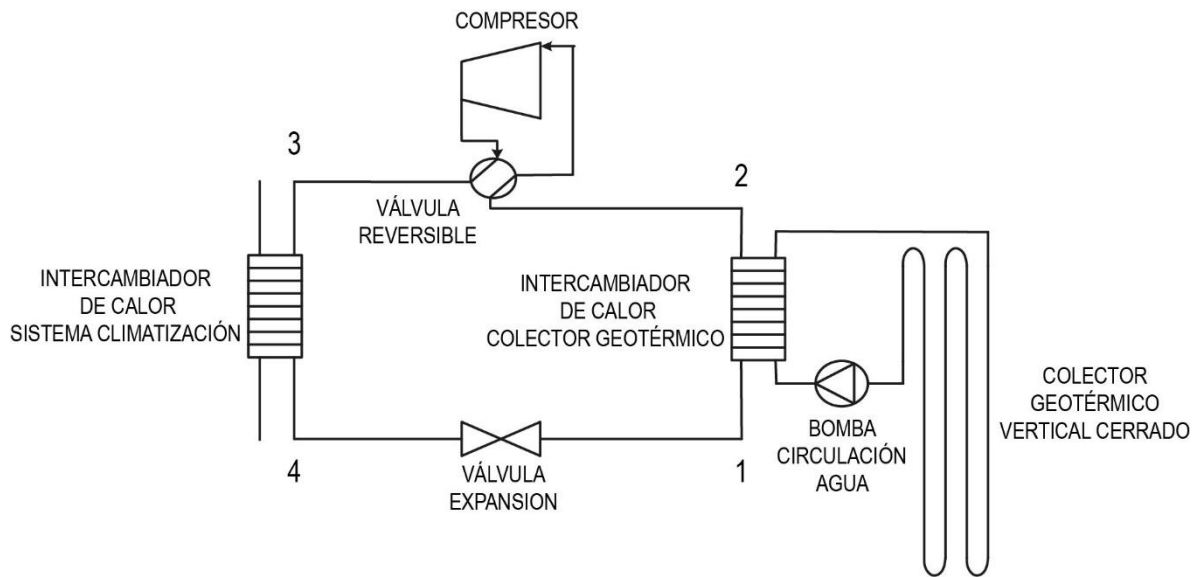 COMPRESOR
3
2
VÁLVULA
REVERSIBLE
INTERCAMBIADOR
DE CALOR
SISTEMA CLIMATIZACIÓN
INTERCAMBIADOR
DE CALOR
COLECTOR GEOTÉRMICO
COLECTOR
GEOTÉRMICO
VERTICAL CERRADO
BOMBA
CIRCULACIÓN
AGUA
4
VÁLVULA
EXPANSION
1